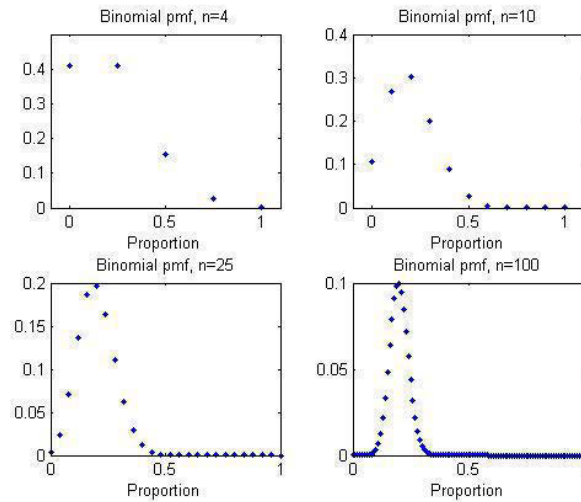 Binomial pmf, n=4
0.4
0.3
0.2
0.1
0
0 0.5 1
Proportion
Binomial pmf, n=10
0.4
0.3
0.2
0.1
0
0 0.5 1
Proportion
Binomial pmf, n=25
0.2
0.15
0.1
0.05
0
0 0.5 1
Proportion
Binomial pmf, n=100
0.1
0.05
0
0 0.5
Proportion